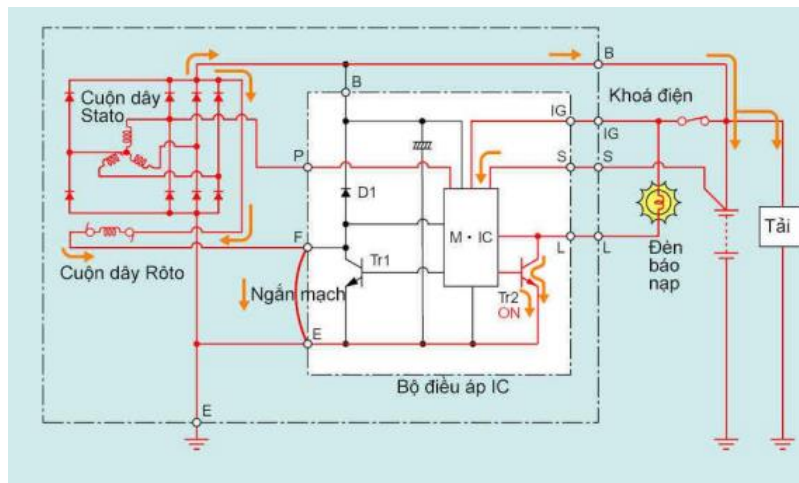 B
Cuộn dây
Stato
B
Khoá điện
IG
IG
P
S
S
D1
M • IC
Tải
F
L
L
Đèn
báo
nạp
Cuộn dây Rôto
Tr1
Ngắn mạch
Tr2
ON
E
Bộ điều áp IC
E